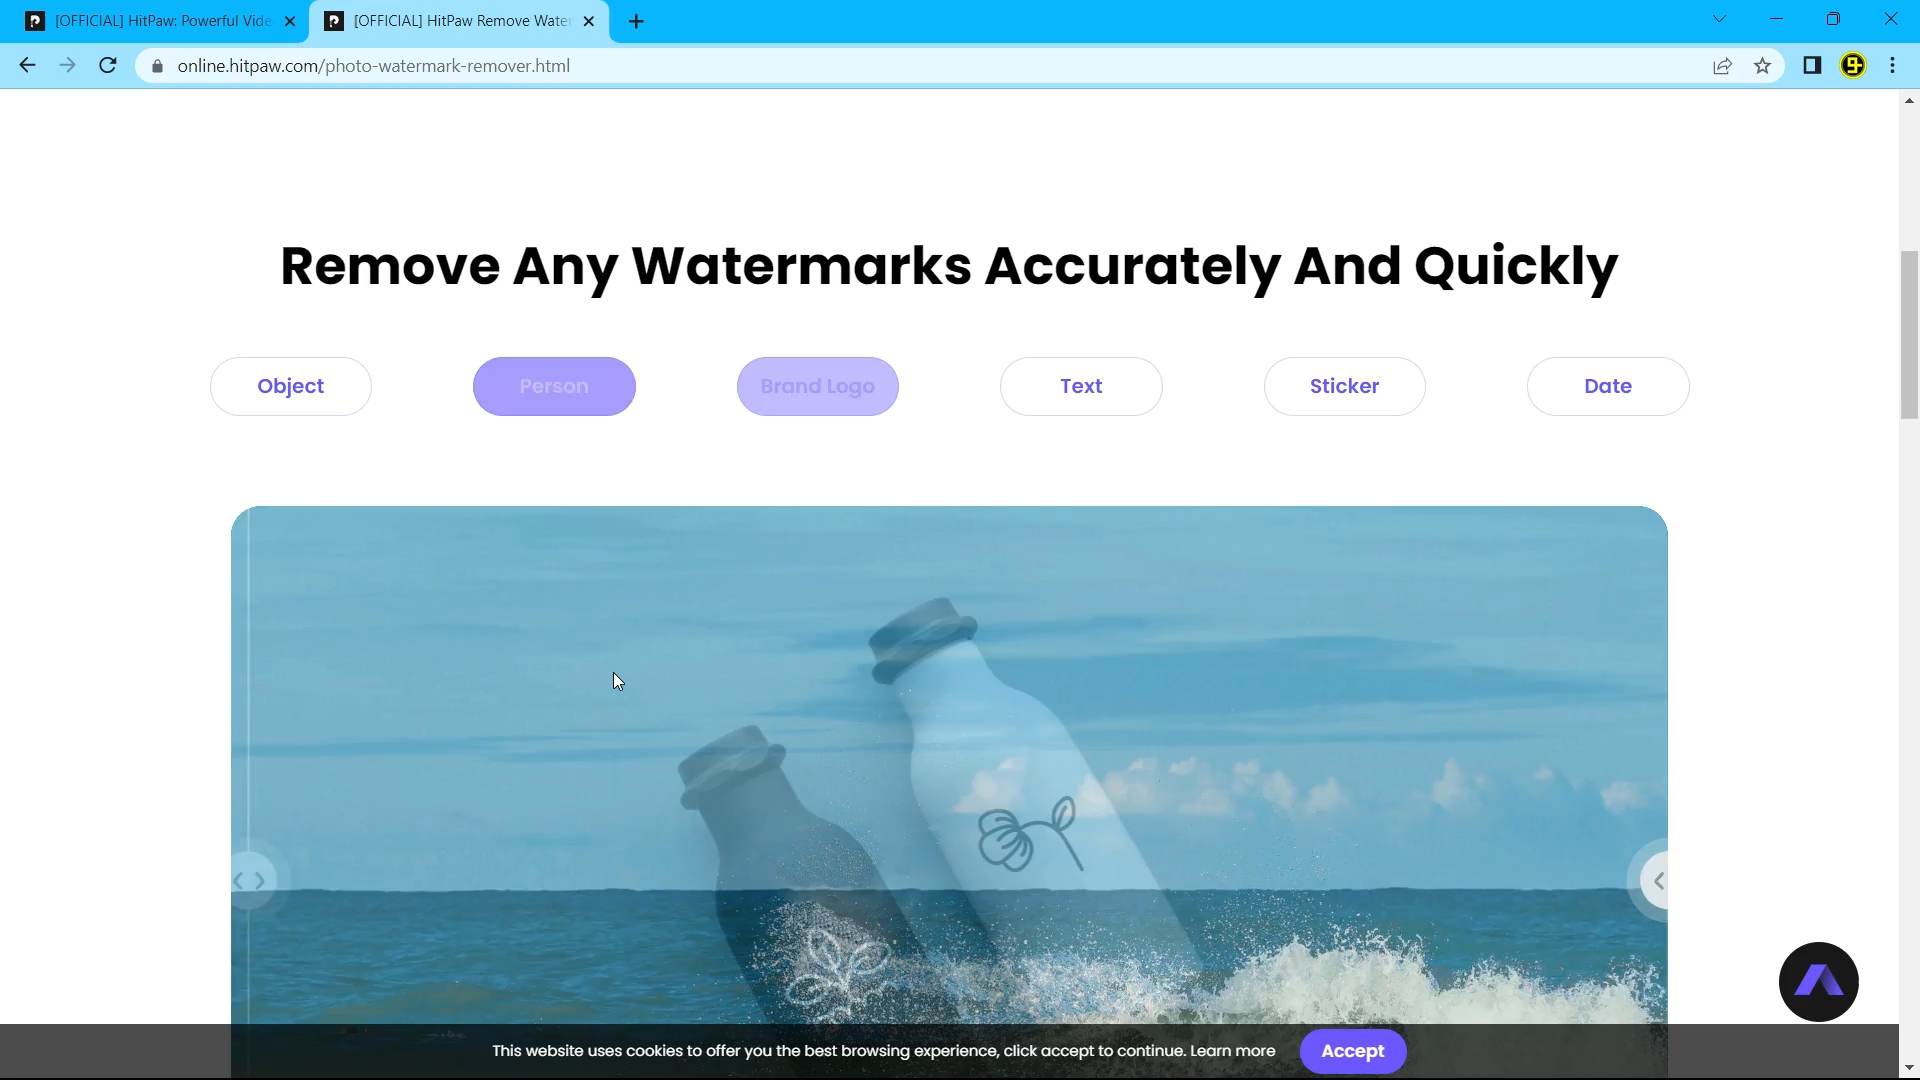 [OFFICIAL] HitPaw: Powerful Vide
[OFFICIAL] HitPaw Remove Wate
online.hitpaw.com/photo-watermark-remover.html
Remove Any Watermarks Accurately And Quickly
Object
Person
Brand Logo
Text
Sticker
Date
This website uses cookies to offer you the best browsing experience, click accept to continue. Learn more
Accept